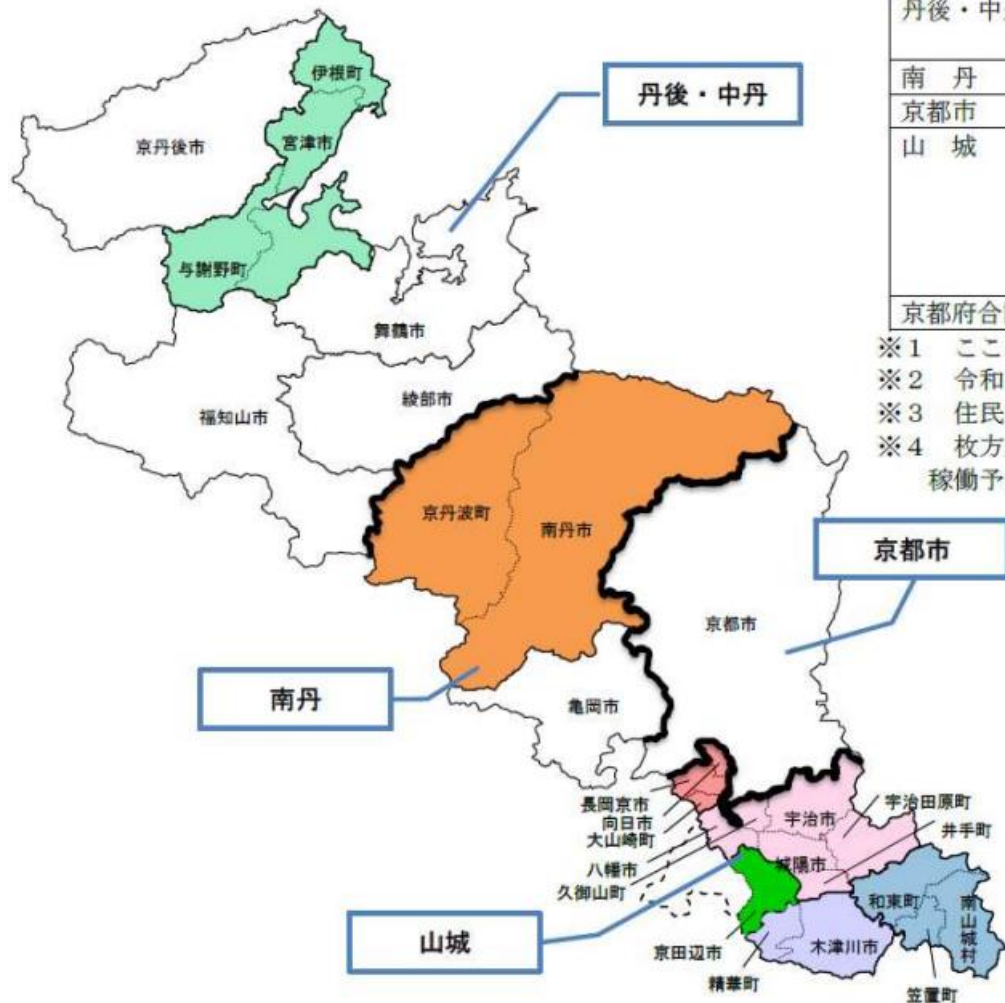 丹後・中
南 丹
京都市
山 城
京都府合
※1 ここ
※2 令和
※3 住民
※4 枚方
稼働予
伊根町
丹後・中丹
宮津市
京丹後市
与謝野町
舞鶴市
綾部市
福知山市
京丹波町
南丹市
京都市
京都市
南丹
亀岡市
長岡京市
向日市
大山崎町
八幡市
久御山町
宇治市
宇治田原町
井手町
城陽市
和束町
南山城村
山城
京田辺市
精華町
木津川市
笠置町